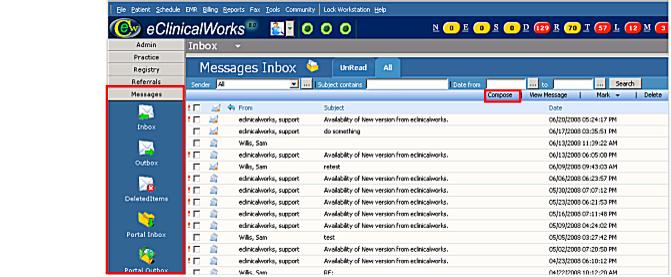 File Patient Schedule EMR Billing Reports Fax Tools Community Lock Workstation Help
eClinicalWorks 8.0 N 0 E 0 S 0 D 129 R 70 T 57 L 12 M
Admin
Practice
Registry
Referrals
Messages
Inbox
Outbox
DeletedItems
Portal Inbox
Portal Outbox
Inbox
Messages Inbox UnRead All
Sender All ... Subject contains Date from ... to ... Search
Compose | View Message | Mark | Delete
! From Subject Date
! eclinicalworks, support Availability of New version from eclinicalworks. 06/20/2008 05:24:17 PM
! eclinicalworks, support do something 06/17/2008 03:35:51 PM
Willis, Sam 06/13/2008 11:39:22 AM
! eclinicalworks, support Availability of New version from eclinicalworks. 06/13/2008 06:05:00 PM
Willis, Sam retest 06/09/2008 09:43:03 AM
! eclinicalworks, support Availability of New version from eclinicalworks. 06/06/2008 06:23:57 PM
! eclinicalworks, support Availability of New version from eclinicalworks. 05/30/2008 07:07:12 PM
! eclinicalworks, support Availability of New version from eclinicalworks. 05/23/2008 06:21:53 PM
! eclinicalworks, support Availability of New version from eclinicalworks. 05/16/2008 07:11:48 PM
! eclinicalworks, support Availability of New version from eclinicalworks. 05/09/2008 04:24:02 PM
! Willis, Sam test 05/05/2008 03:27:42 PM
! eclinicalworks, support Availability of New version from eclinicalworks. 05/02/2008 07:20:50 PM
! eclinicalworks, support Availability of New version from eclinicalworks. 04/23/2008 06:10:12 PM
! Willis, Sam RE: 04/22/2008 10:12:20 AM